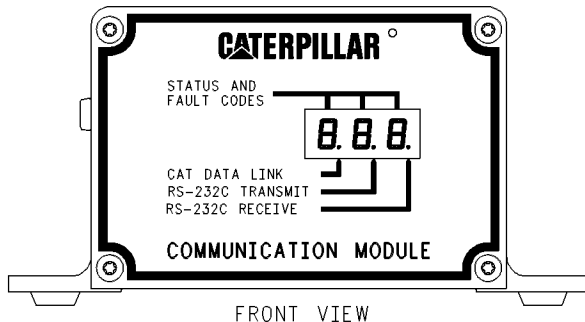 CATERPILLAR
STATUS AND
FAULT CODES
8.8.8.
CAT DATA LINK
RS-232C TRANSMIT
RS-232C RECEIVE
COMMUNICATION MODULE
FRONT VIEW